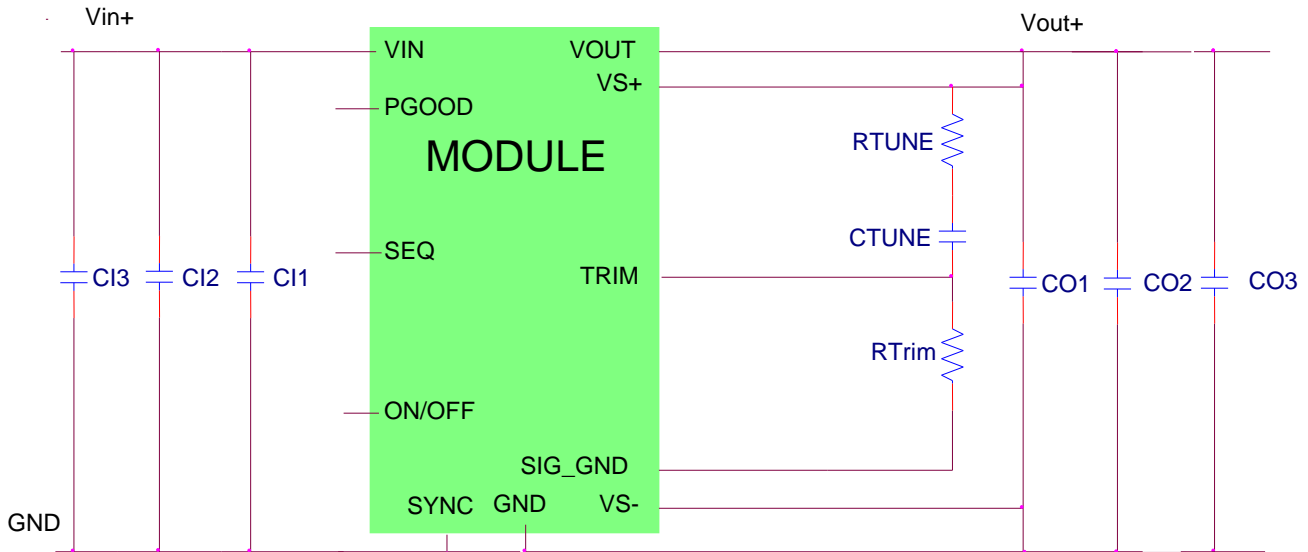 Vin+
Vout+
VIN
VOUT
VS+
PGOOD
MODULE
RTUNE
CTUNE
SEQ
TRIM
CI3
CI2
CI1
CO1
CO2
CO3
RTrim
ON/OFF
SIG_GND
SYNC
GND
VS-
GND